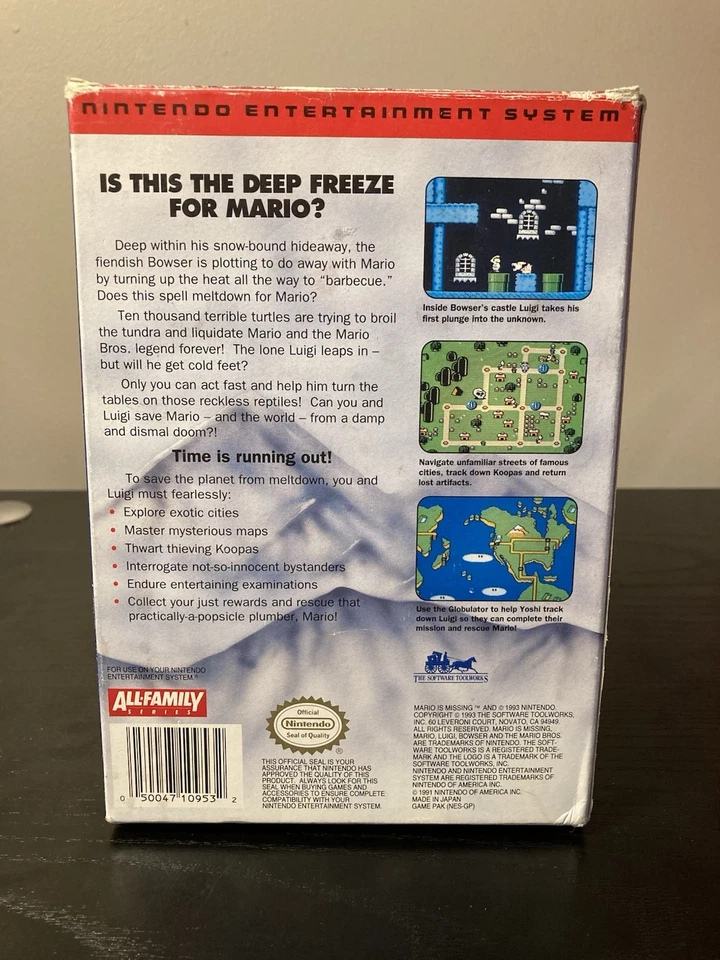 NINTENDO ENTERTAINMENT SYSTEM
IS THIS THE DEEP FREEZE
FOR MARIO?
Deep within his snow-bound hideaway, the
fiendish Bowser is plotting to do away with Mario
by turning up the heat all the way to "barbecue."
Does this spell meltdown for Mario?
Ten thousand terrible turtles are trying to broil
the tundra and liquidate Mario and the Mario
Bros. legend forever! The lone Luigi leaps in –
but will he get cold feet?
Only you can act fast and help him turn the
tables on those reckless reptiles! Can you and
Luigi save Mario – and the world – from a damp
and dismal doom?!
Time is running out!
To save the planet from meltdown, you and
Luigi must fearlessly:
• Explore exotic cities
• Master mysterious maps
• Thwart thieving Koopas
• Interrogate not-so-innocent bystanders
• Endure entertaining examinations
• Collect your just rewards and rescue that
practically-a-popsicle plumber, Mario!
Inside Bowser's castle Luigi takes his
first plunge into the unknown.
Navigate unfamiliar streets of famous
cities, track down Koopas and return
lost artifacts.
Use the Globulator to help Yoshi track
down Luigi so they can complete their
mission and rescue Mario!
FOR USE ON YOUR NINTENDO
ENTERTAINMENT SYSTEM.®
ALL-FAMILY
SERIES
0 50047 10953 2
Official
Nintendo
Seal of Quality
®
THIS OFFICIAL SEAL IS YOUR
ASSURANCE THAT NINTENDO HAS
APPROVED THE QUALITY OF THIS
PRODUCT. ALWAYS LOOK FOR THIS
SEAL WHEN BUYING GAMES AND
ACCESSORIES TO ENSURE COMPLETE
COMPATIBILITY WITH YOUR
NINTENDO ENTERTAINMENT SYSTEM.
THE SOFTWARE TOOLWORKS
MARIO IS MISSING ™ AND © 1993 NINTENDO.
COPYRIGHT © 1993 THE SOFTWARE TOOLWORKS,
INC. 60 LEVERONI COURT, NOVATO, CA 94949.
ALL RIGHTS RESERVED. MARIO IS MISSING,
MARIO, LUIGI, BOWSER AND THE MARIO BROS.
ARE TRADEMARKS OF NINTENDO. THE SOFT-
WARE TOOLWORKS IS A REGISTERED TRADE-
MARK AND THE LOGO IS A TRADEMARK OF THE
SOFTWARE TOOLWORKS, INC.
NINTENDO AND NINTENDO ENTERTAINMENT
SYSTEM ARE REGISTERED TRADEMARKS OF
NINTENDO OF AMERICA INC.
© 1991 NINTENDO OF AMERICA INC.
MADE IN JAPAN
GAME PAK (NES-GP)